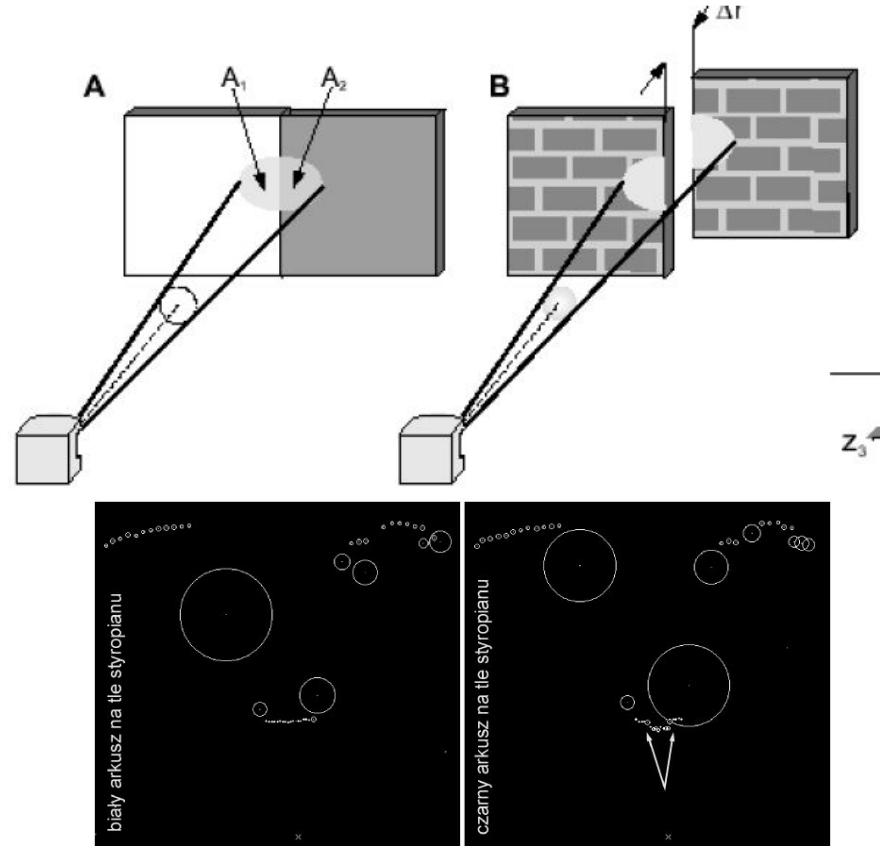 Δr
A
A₁
A₂
B
Z₃
biały arkusz na tle styropianu
czarny arkusz na tle styropianu